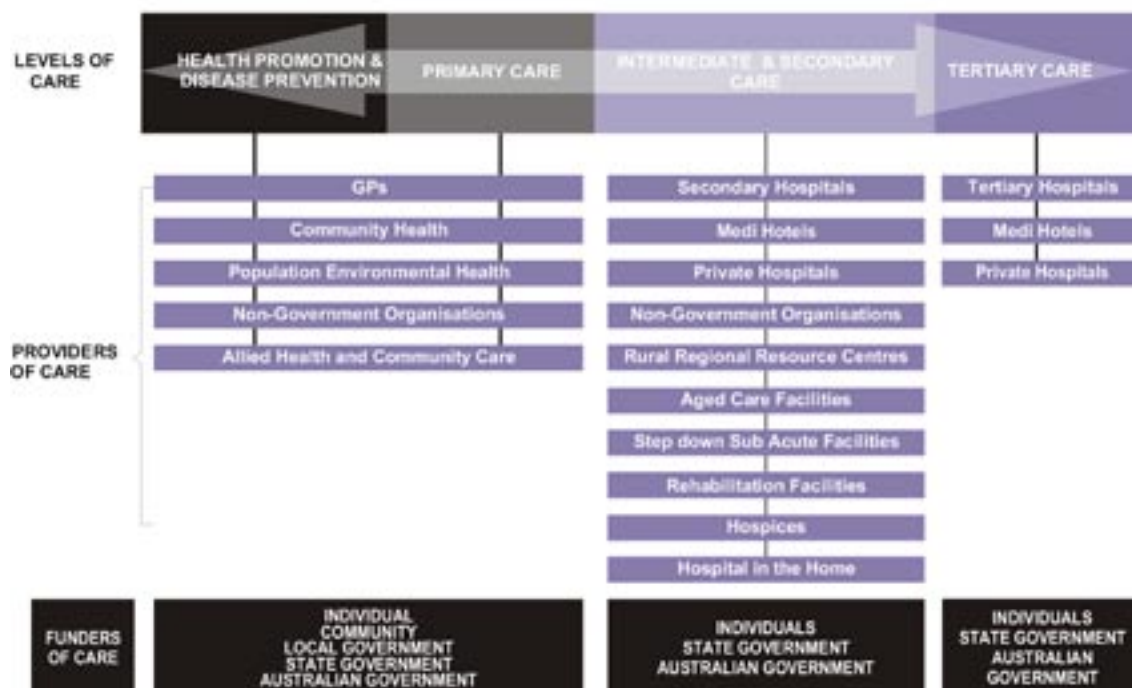 LEVELS OF
CARE
HEALTH PROMOTION &
DISEASE PREVENTION
PRIMARY CARE
INTERMEDIATE & SECONDARY
CARE
TERTIARY CARE
PROVIDERS
OF CARE
GPs
Community Health
Population Environmental Health
Non-Government Organisations
Allied Health and Community Care
Secondary Hospitals
Medi Hotels
Private Hospitals
Non-Government Organisations
Rural Regional Resource Centres
Aged Care Facilities
Step down Sub Acute Facilities
Rehabilitation Facilities
Hospices
Hospital in the Home
Tertiary Hospitals
Medi Hotels
Private Hospitals
FUNDERS
OF CARE
INDIVIDUAL
COMMUNITY
LOCAL GOVERNMENT
STATE GOVERNMENT
AUSTRALIAN GOVERNMENT
INDIVIDUALS
STATE GOVERNMENT
AUSTRALIAN GOVERNMENT
INDIVIDUALS
STATE GOVERNMENT
AUSTRALIAN
GOVERNMENT